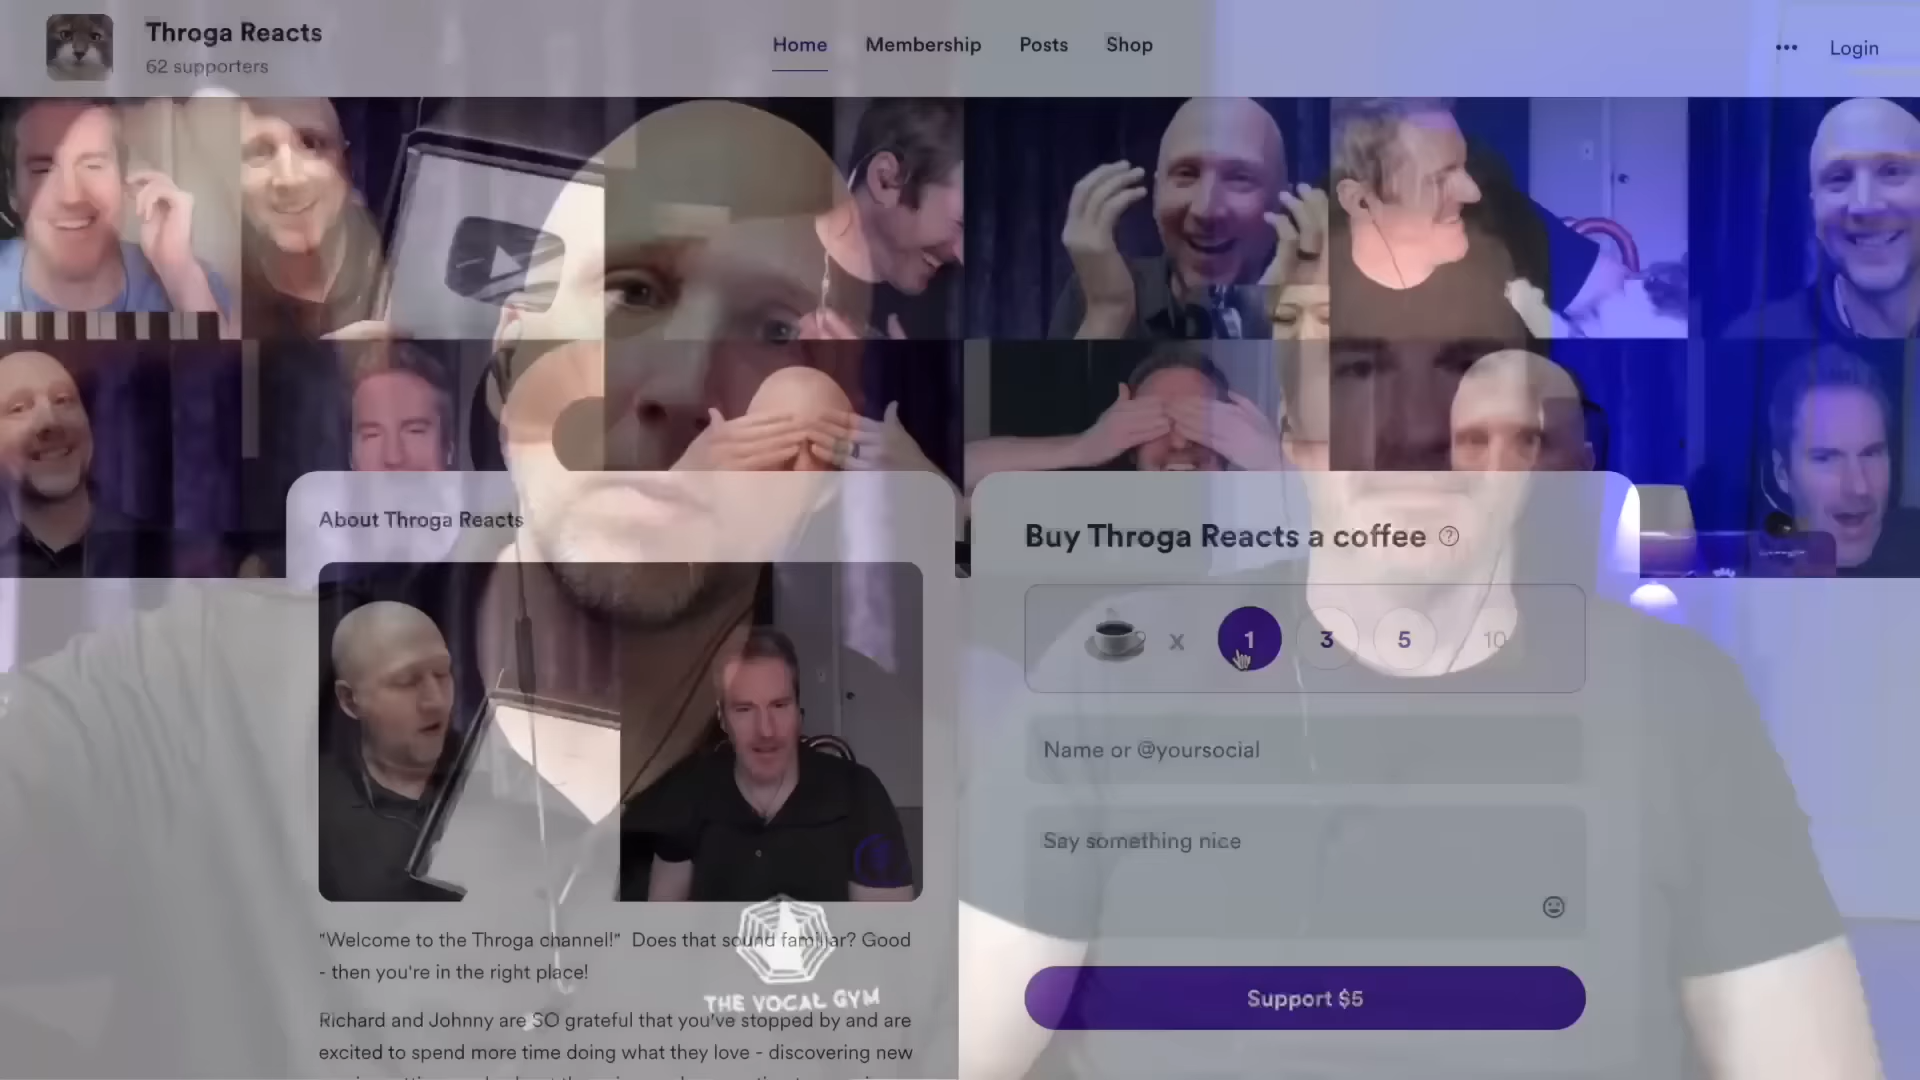 Throga Reacts
62 supporters
Home
Membership
Posts
Shop
Login
About Throga Reacts
"Welcome to the Throga channel!" Does that sound familiar? Good
- then you're in the right place!
Richard and Johnny are SO grateful that you've stopped by and are
excited to spend more time doing what they love - discovering new
THE VOCAL GYM
Buy Throga Reacts a coffee ?
x 1 3 5 10
Name or @yoursocial
Say something nice
Support $5